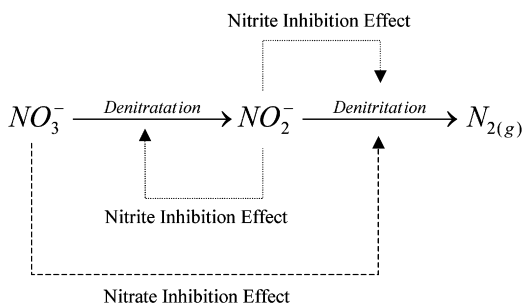 Nitrite Inhibition Effect
Denitratation Denitritation
NO₃⁻ NO₂⁻ N₂₍g₎
Nitrite Inhibition Effect
Nitrate Inhibition Effect